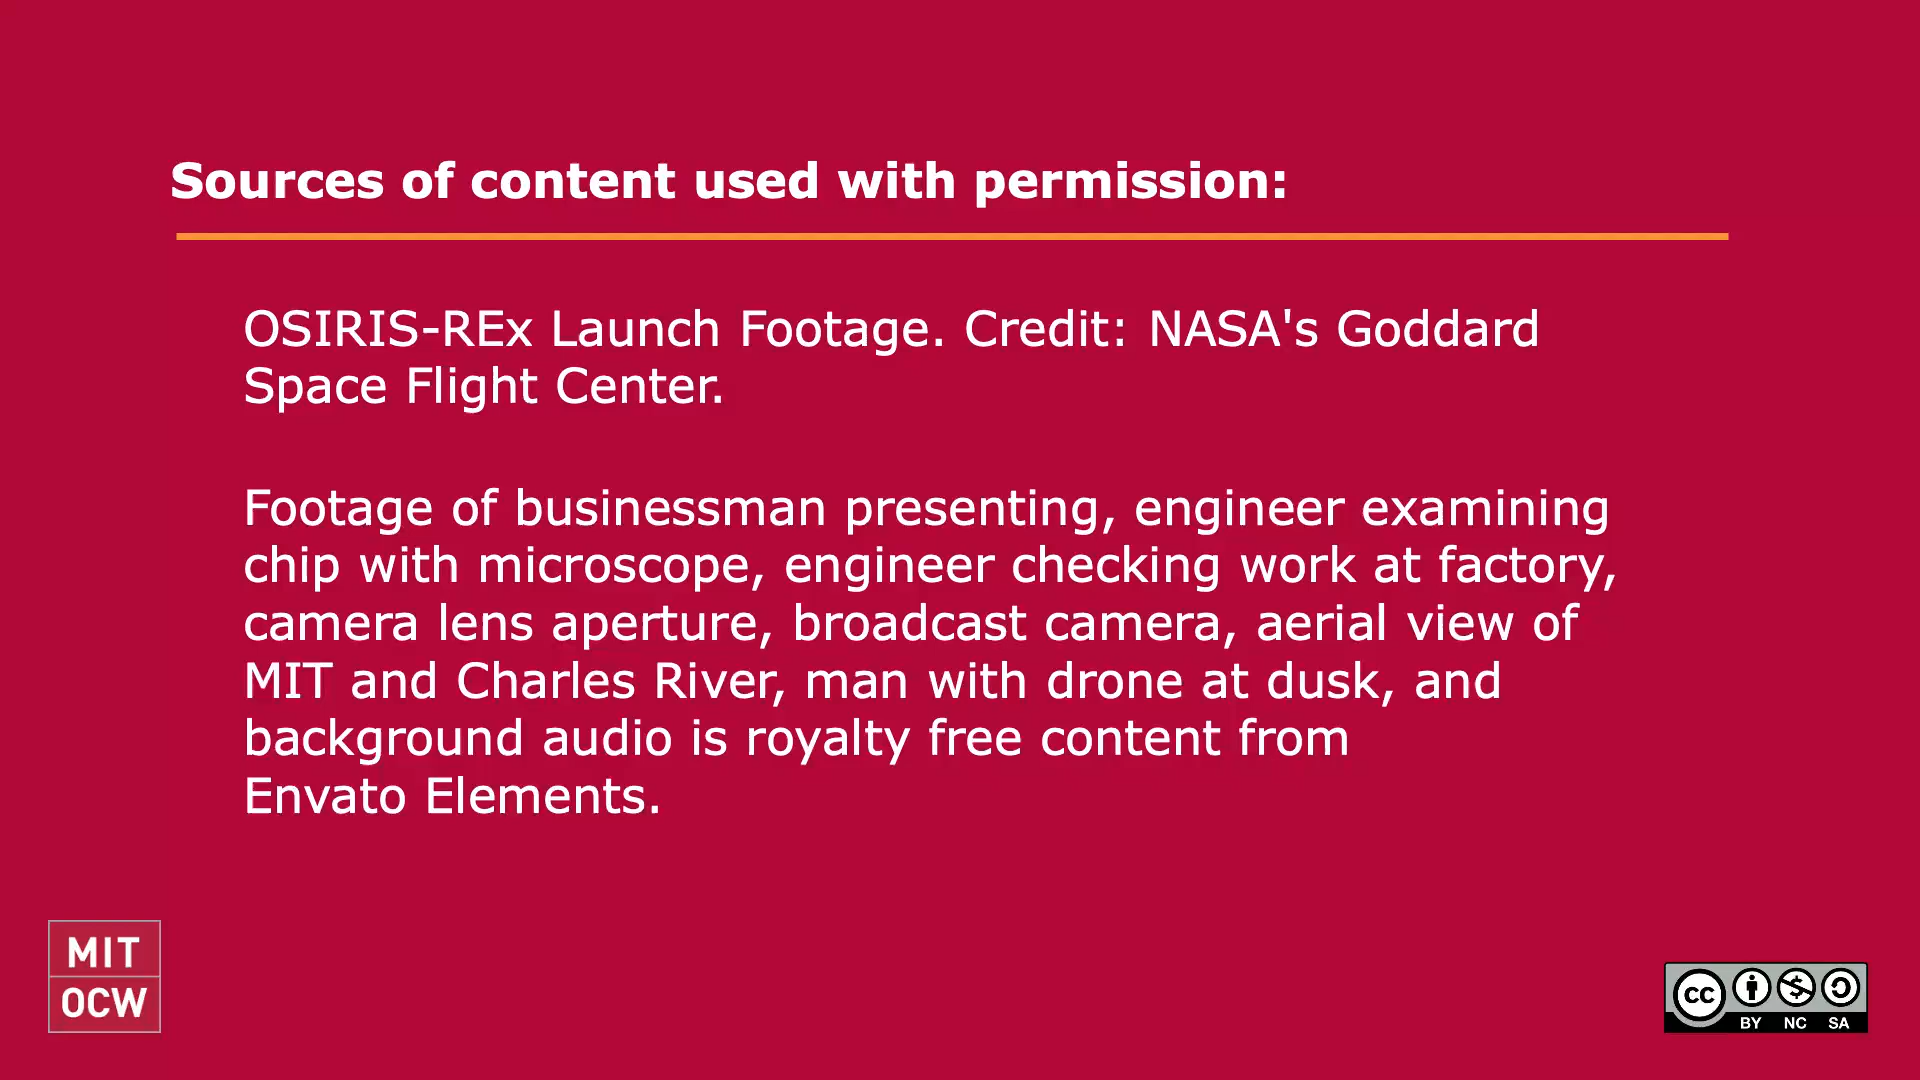 Sources of content used with permission:
OSIRIS-REx Launch Footage. Credit: NASA's Goddard
Space Flight Center.
Footage of businessman presenting, engineer examining
chip with microscope, engineer checking work at factory,
camera lens aperture, broadcast camera, aerial view of
MIT and Charles River, man with drone at dusk, and
background audio is royalty free content from
Envato Elements.
MIT
OCW
cc
BY NC SA